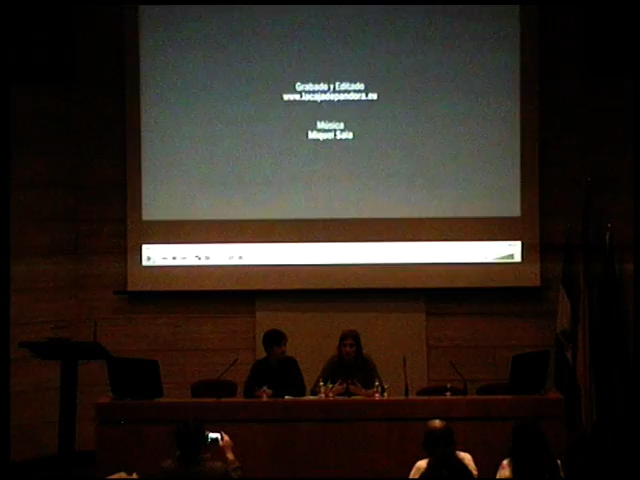 Grabado y Editado
www.lacajadepandora.eu
Música
Miquel Sala